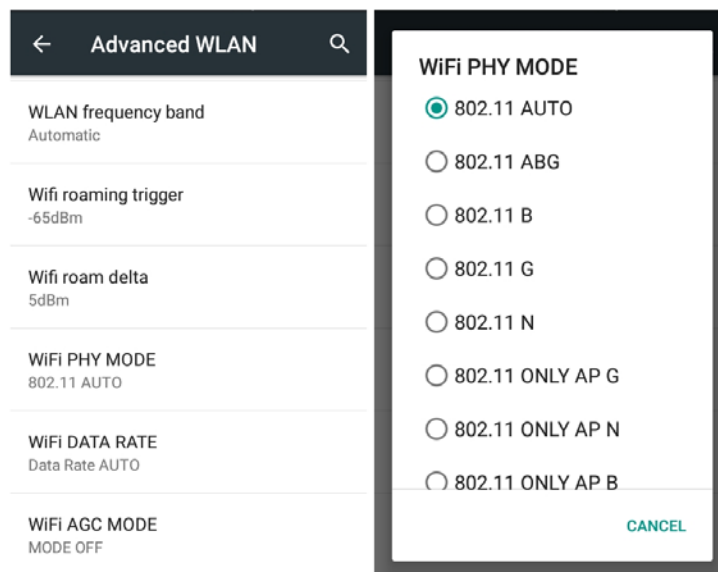 Advanced WLAN
WLAN frequency band
Automatic
Wifi roaming trigger
-65dBm
Wifi roam delta
5dBm
WiFi PHY MODE
802.11 AUTO
WiFi DATA RATE
Data Rate AUTO
WiFi AGC MODE
MODE OFF
WiFi PHY MODE
802.11 AUTO
802.11 ABG
802.11 B
802.11 G
802.11 N
802.11 ONLY AP G
802.11 ONLY AP N
802.11 ONLY AP B
CANCEL